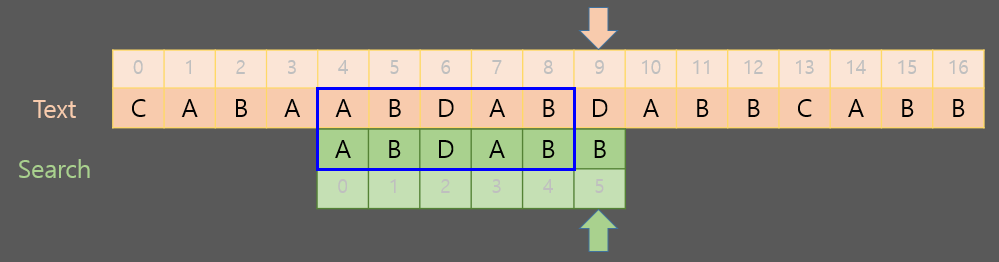 0 1 2 3 4 5 6 7 8 9 10 11 12 13 14 15 16
Text C A B A A B D A B D A B B C A B B
Search A B D A B B
0 1 2 3 4 5